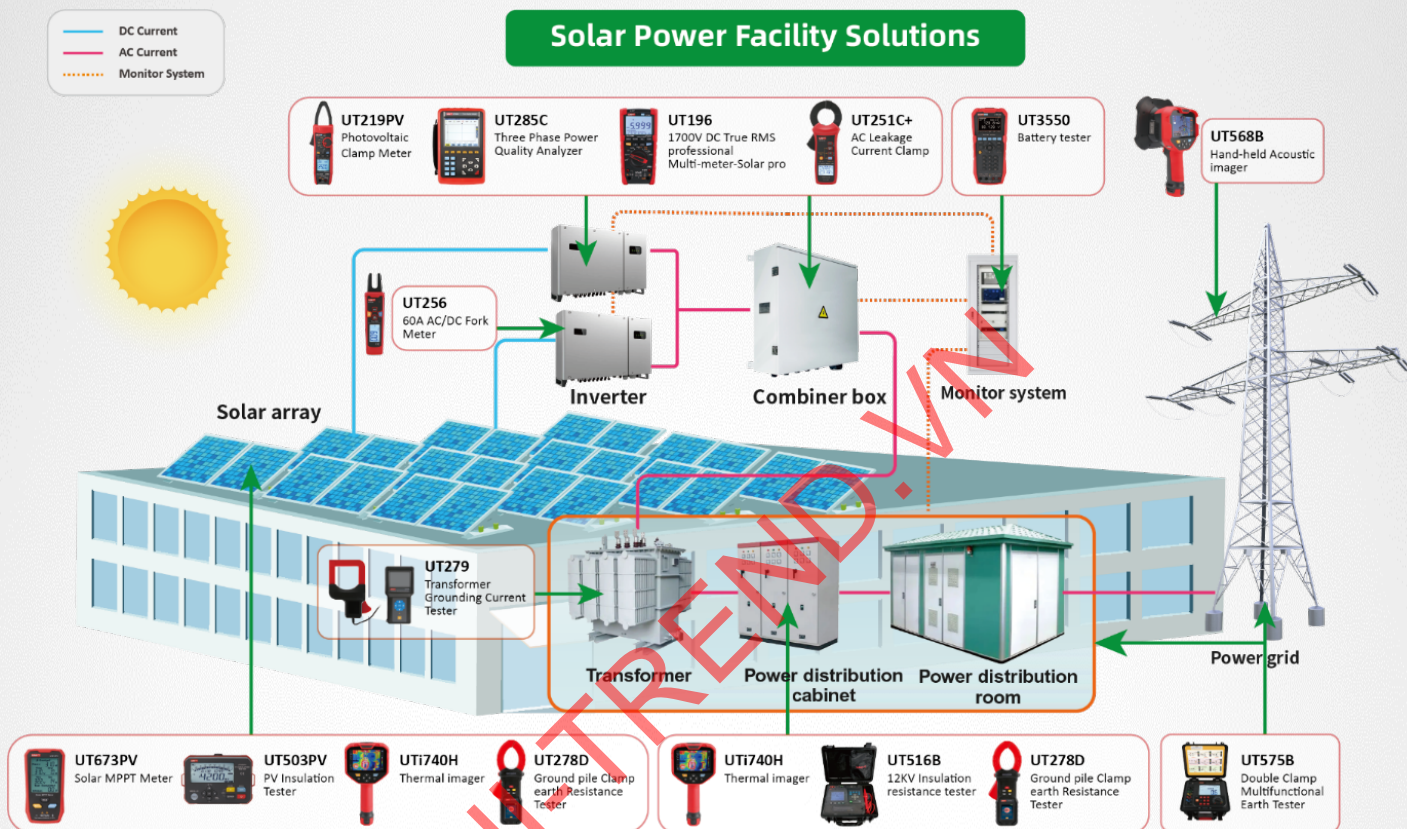 Solar Power Facility Solutions
DC Current
AC Current
Monitor System
UT219PV
Photovoltaic
Clamp Meter
UT285C
Three Phase Power
Quality Analyzer
UT196
1700V DC True RMS
professional
Multi-meter-Solar pro
UT251C+
AC Leakage
Current Clamp
UT3550
Battery tester
UT568B
Hand-held Acoustic
imager
UT256
60A AC/DC Fork
Meter
Inverter
Combiner box
Monitor system
Solar array
UT279
Transformer
Grounding Current
Tester
Transformer
Power distribution
cabinet
Power distribution
room
Power grid
UT673PV
Solar MPPT Meter
UT503PV
PV Insulation
Tester
UTi740H
Thermal imager
UT278D
Ground pile Clamp
earth Resistance
Tester
UTi740H
Thermal imager
UT516B
12KV Insulation
resistance tester
UT278D
Ground pile Clamp
earth Resistance
Tester
UT575B
Double Clamp
Multifunctional
Earth Tester
-TREND.VN